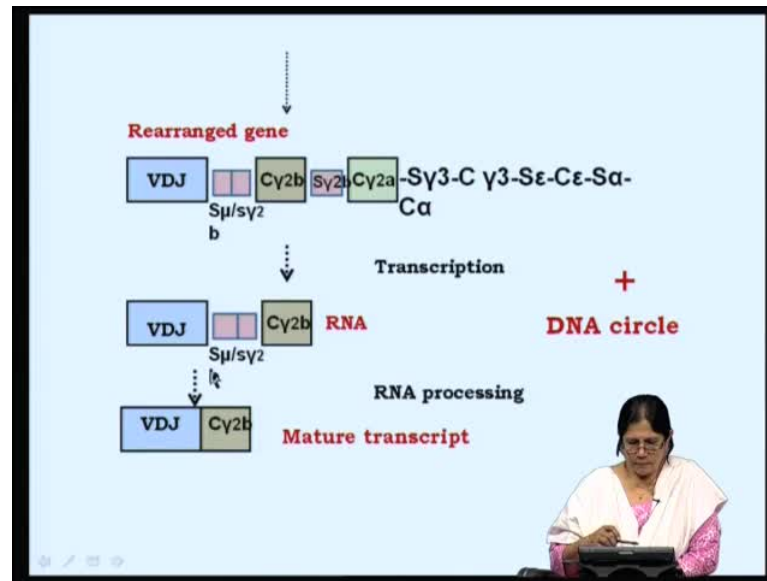 Rearranged gene
VDJ Cγ2b Sγ2b Cγ2a -Sγ3-C γ3-Sε-Cε-Sα-
Sμ/sγ2 Cα
b
Transcription
+
VDJ Cγ2b RNA DNA circle
Sμ/sγ2
RNA processing
VDJ Cγ2b
Mature transcript